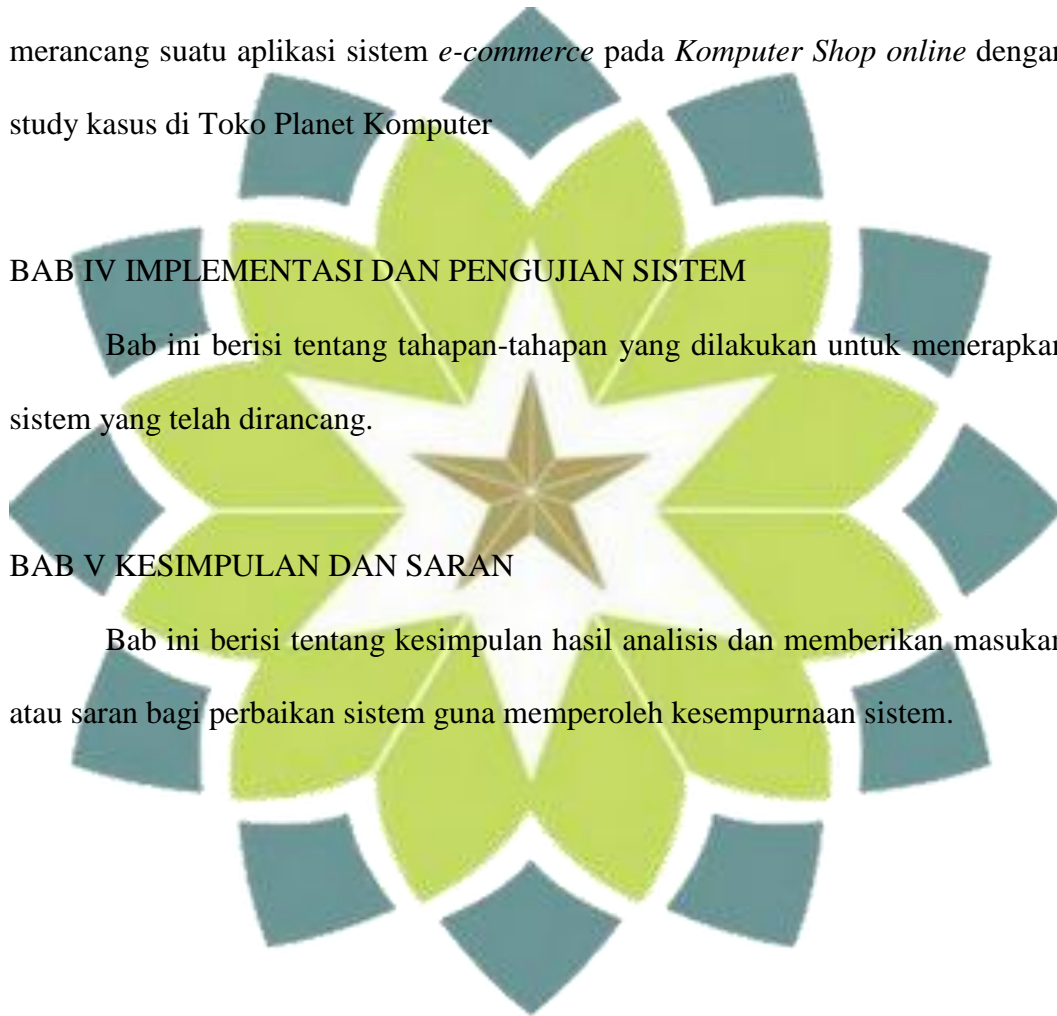 merancang suatu aplikasi sistem e-commerce pada Komputer Shop online dengan
study kasus di Toko Planet Komputer
BAB IV IMPLEMENTASI DAN PENGUJIAN SISTEM
Bab ini berisi tentang tahapan-tahapan yang dilakukan untuk menerapkan
sistem yang telah dirancang.
BAB V KESIMPULAN DAN SARAN
Bab ini berisi tentang kesimpulan hasil analisis dan memberikan masukan
atau saran bagi perbaikan sistem guna memperoleh kesempurnaan sistem.